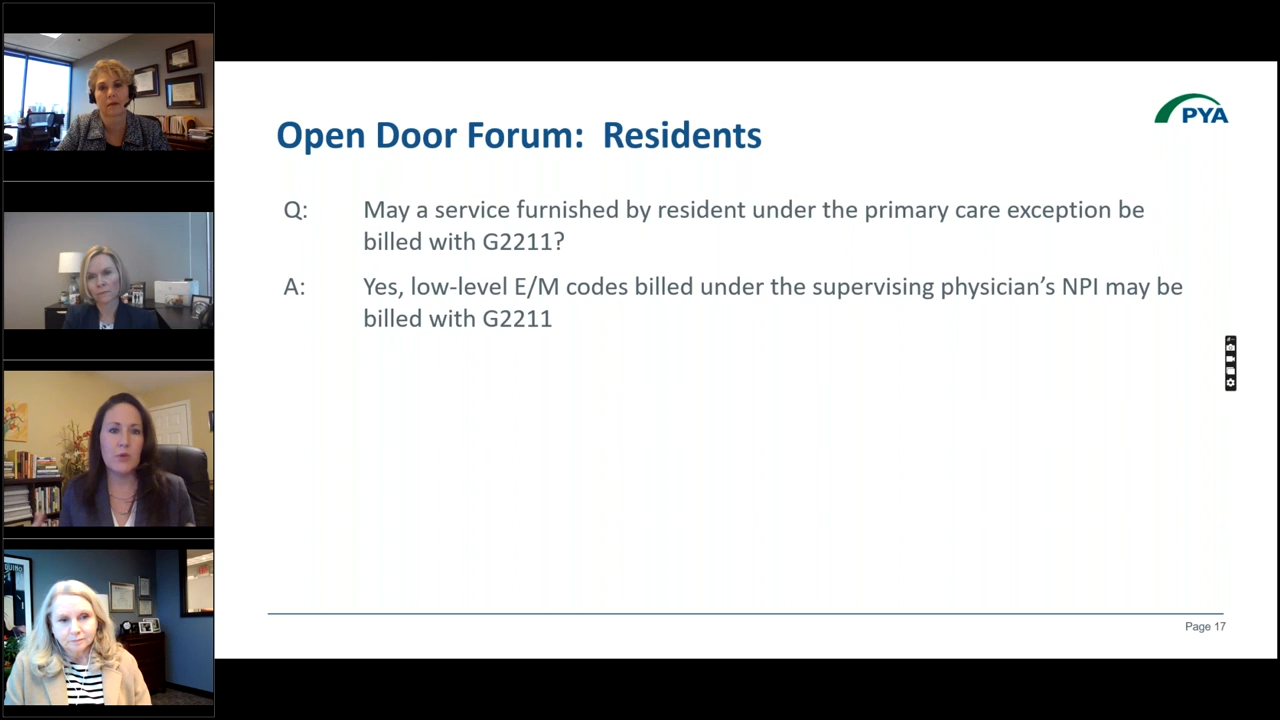 PYA
Open Door Forum: Residents
Q: May a service furnished by resident under the primary care exception be
billed with G2211?
A: Yes, low-level E/M codes billed under the supervising physician’s NPI may be
billed with G2211
Page 17